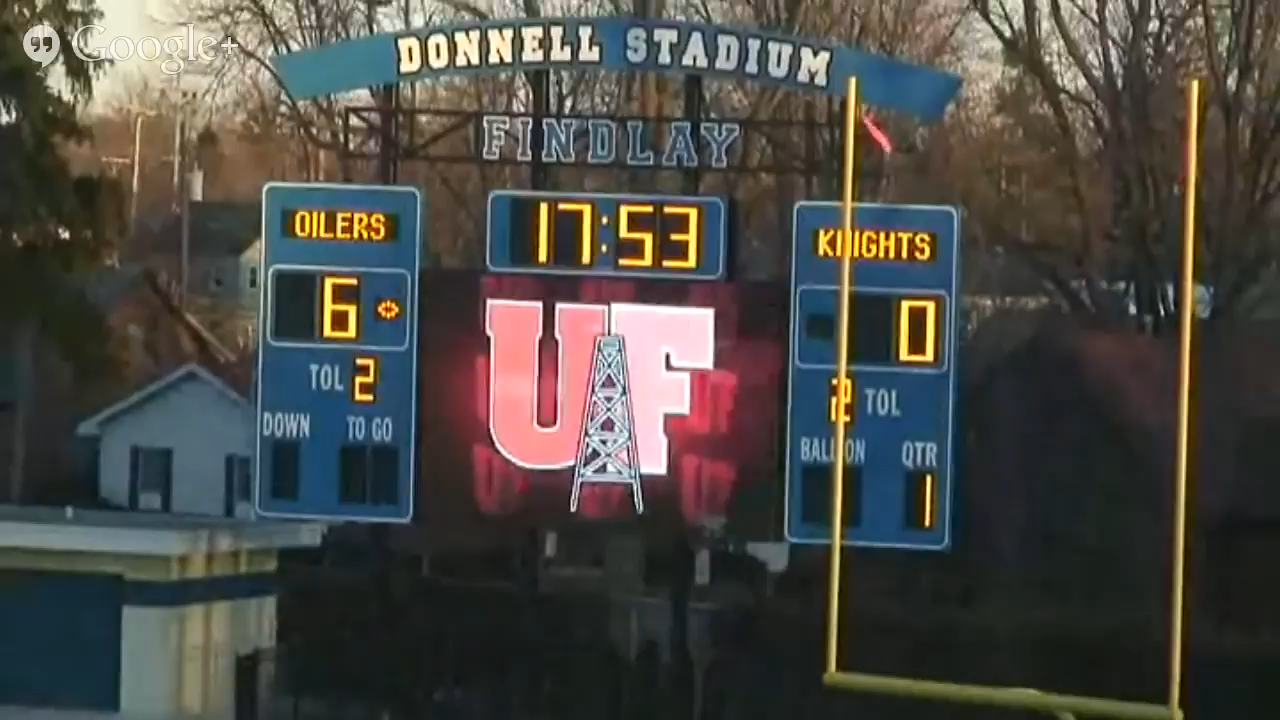 Google+
DONNELL STADIUM
FINDLAY
OILERS
17:53
KNIGHTS
6
0
UF
TOL 2
2 TOL
DOWN TO GO
BALL ON QTR
1